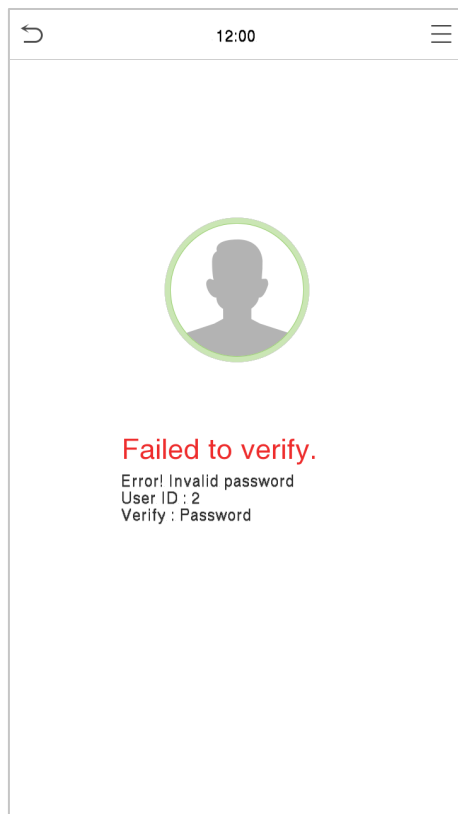 12:00
Failed to verify.
Error! Invalid password
User ID : 2
Verify : Password